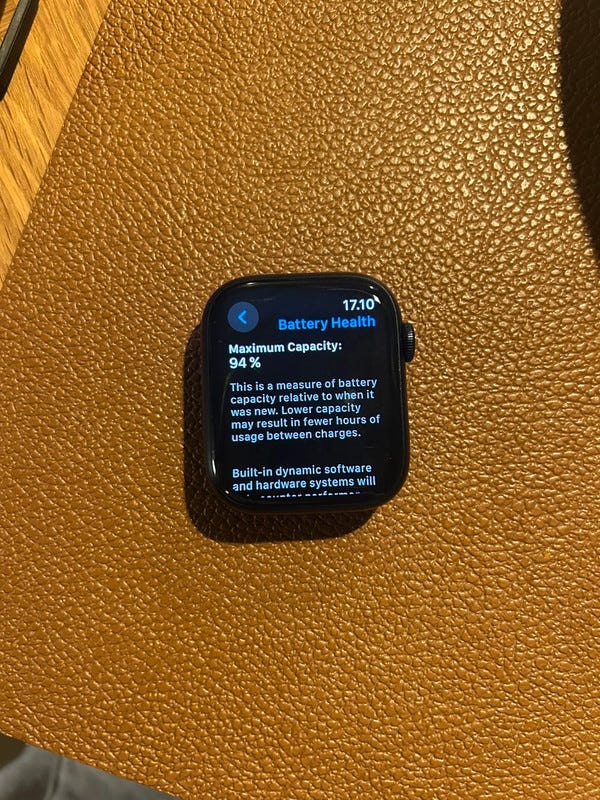 17.10
Battery Health
Maximum Capacity:
94 %
This is a measure of battery
capacity relative to when it
was new. Lower capacity
may result in fewer hours of
usage between charges.
Built-in dynamic software
and hardware systems will
counter